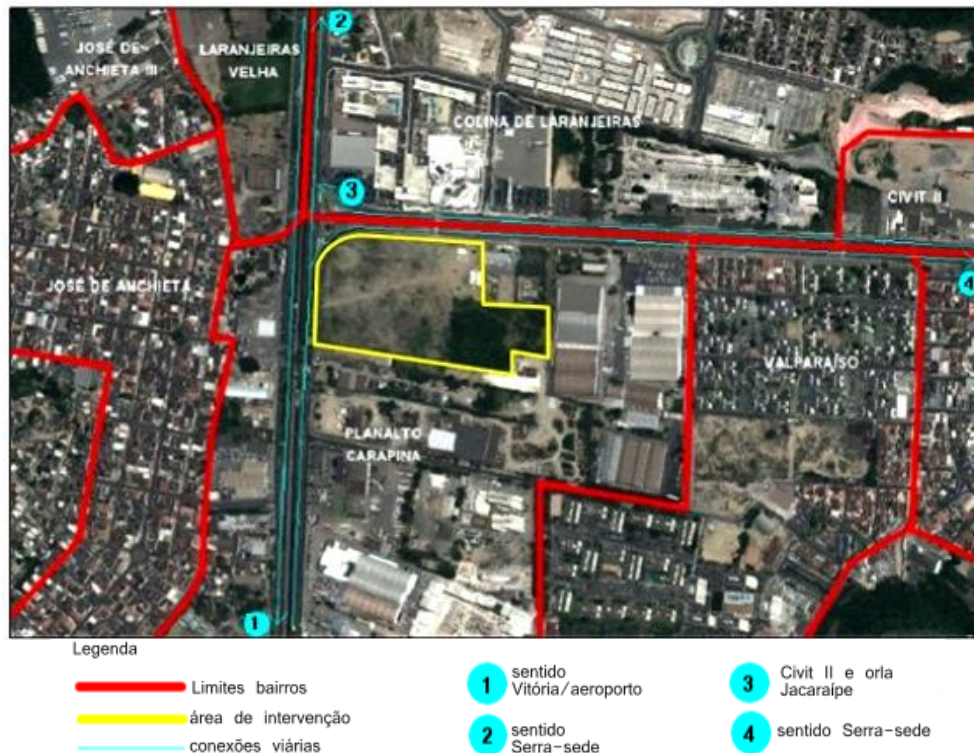 2
JOSÉ DE-
ANCHIETA III
LARANJEIRAS
VELHA
COLINA DE LARANJEIRAS
3
CIVIT II
JOSÉ DE ANCHIETA
4
VALPARAÍSO
PLANALTO
CARAPINA
1
Legenda
Limites bairros
área de intervenção
conexões viárias
1
sentido
Vitória/aeroporto
2
sentido
Serra-sede
3
Civit II e orla
Jacaraípe
4
sentido Serra-sede